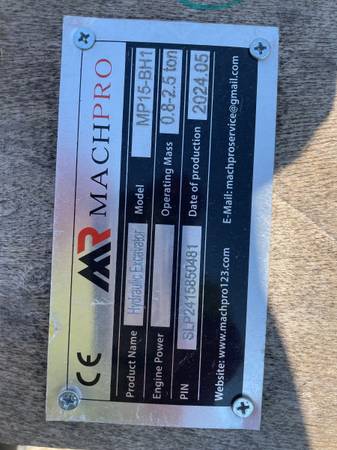 CE MR MACHPRO
Product Name Hydraulic Excavator Model MP15-BH1
Engine Power Operating Mass 0.8-2.5 ton
PIN SLP2415850481 Date of production 2024.05
Website: www.machpro123.com E-Mail: machproservice@gmail.com